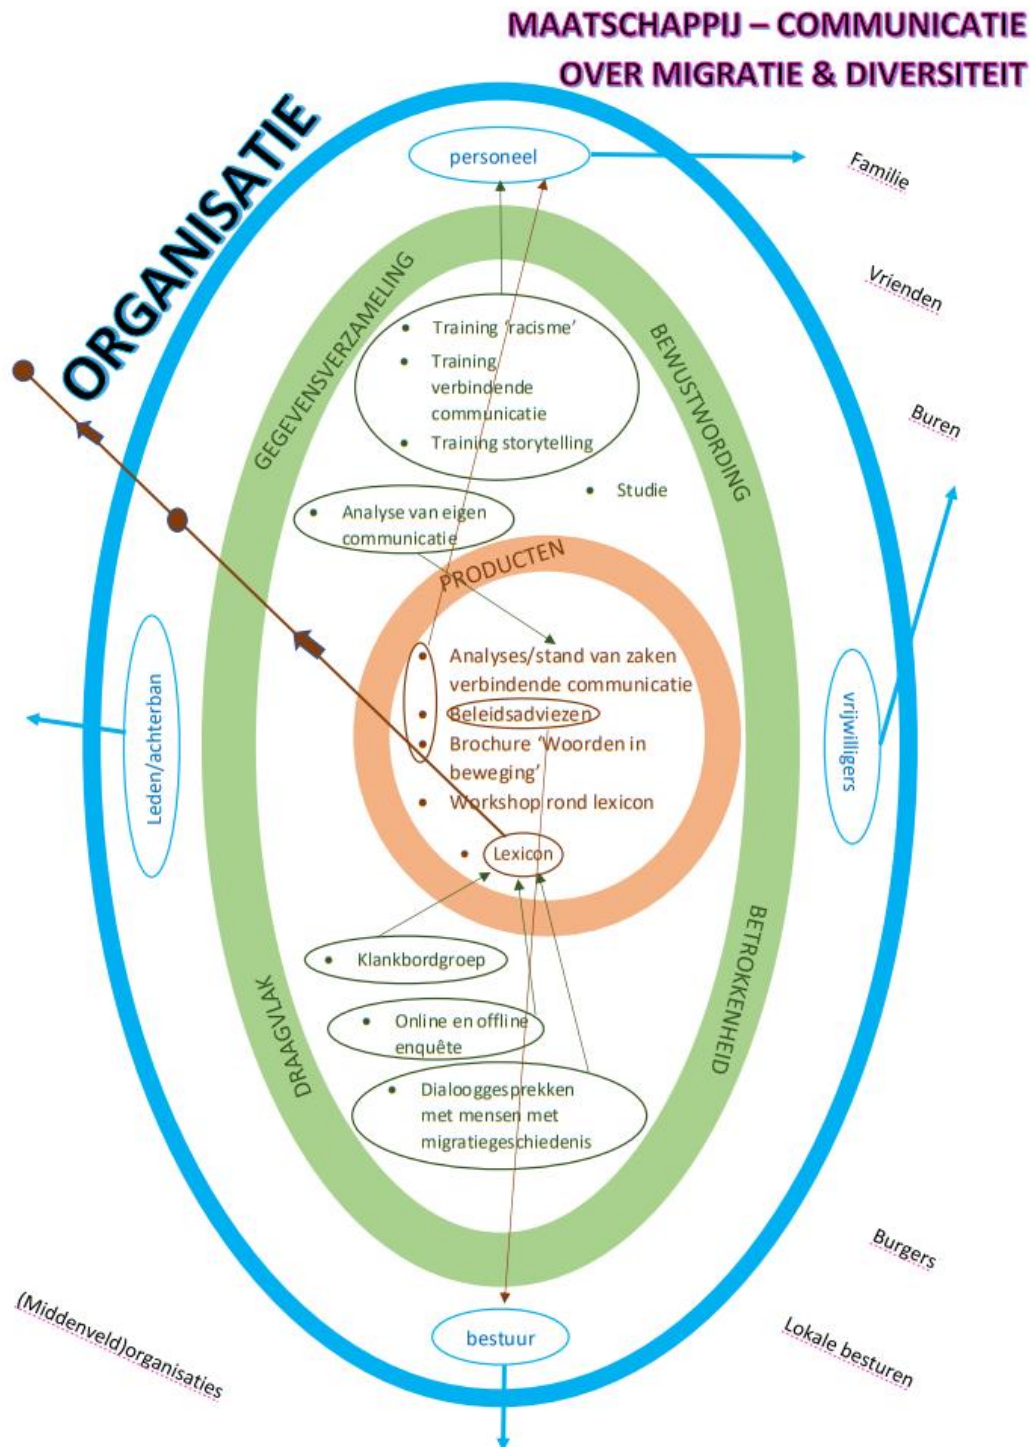 MAATSCHAPPIJ – COMMUNICATIE
OVER MIGRATIE & DIVERSITEIT
ORGANISATIE
personeel
Familie
Vrienden
Buren
GEGEVENSVERZAMELING
BEWUSTWORDING
• Training ‘racisme’
• Training
verbindende
communicatie
• Training storytelling
• Studie
• Analyse van eigen
communicatie
PRODUCTEN
• Analyses/stand van zaken
verbindende communicatie
• Beleidsadviezen
• Brochure ‘Woorden in
beweging’
• Workshop rond lexicon
• Lexicon
Leden/achterban
vrijwilligers
• Klankbordgroep
• Online en offline
enquête
• Dialooggesprekken
met mensen met
migratiegeschiedenis
DRAAGVLAK
BETROKKENHEID
bestuur
Burgers
Lokale besturen
(Middenveld)organisaties